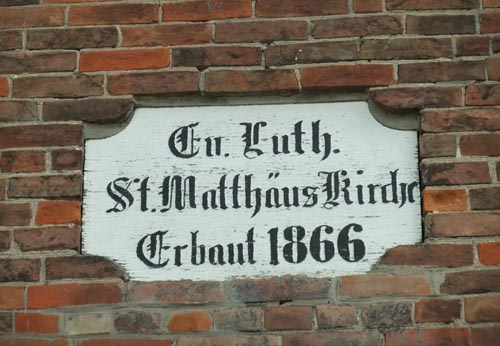 Ev. Luth.
St. Matthäus Kirche
Erbaut 1866